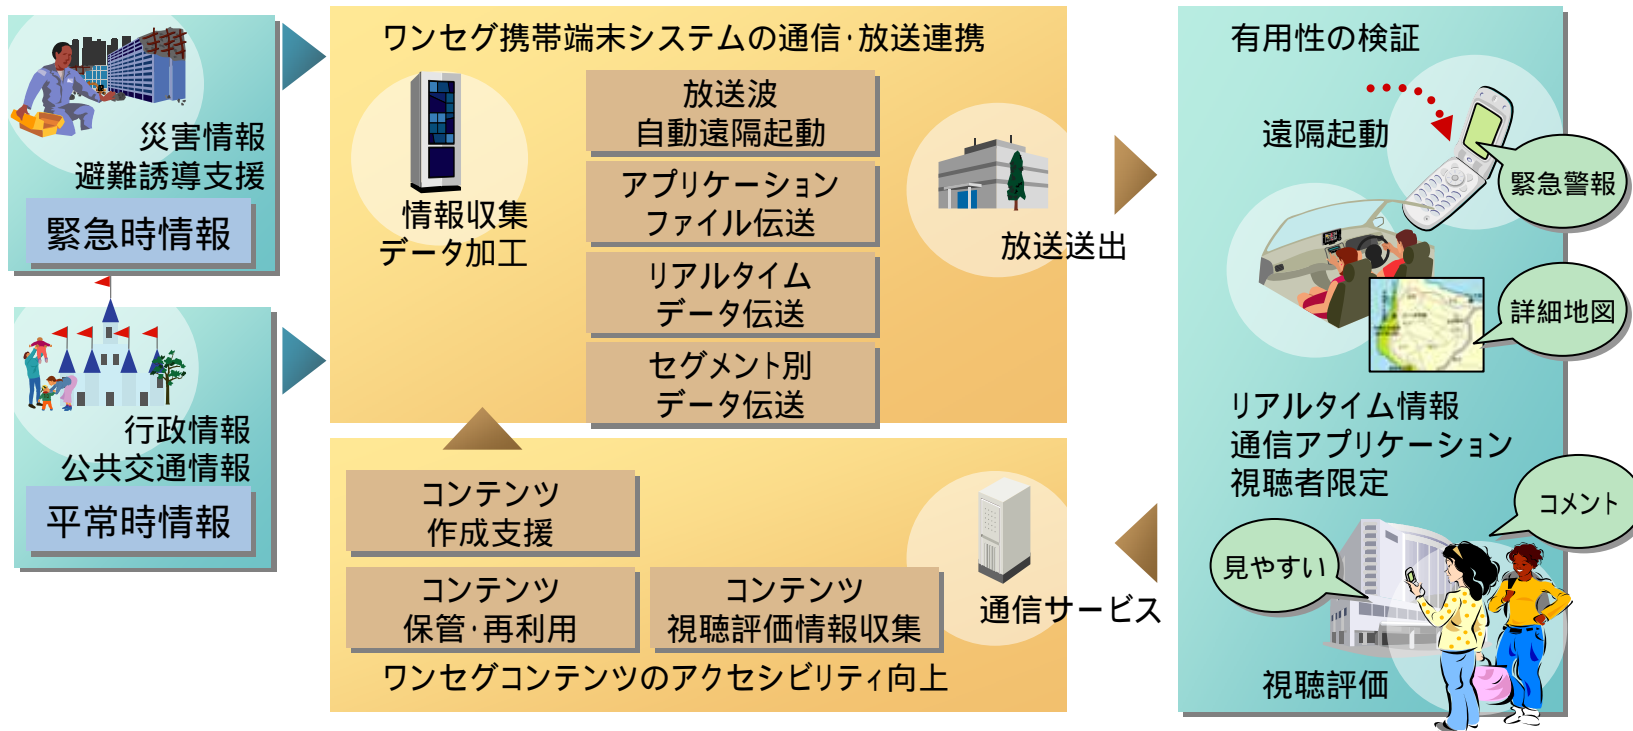 災害情報
避難誘導支援
緊急時情報
行政情報
公共交通情報
平常時情報
ワンセグ携帯端末システムの通信・放送連携
情報収集
データ加工
放送波
自動遠隔起動
アプリケーション
ファイル伝送
リアルタイム
データ伝送
セグメント別
データ伝送
放送送出
コンテンツ
作成支援
コンテンツ
保管・再利用
コンテンツ
視聴評価情報収集
通信サービス
ワンセグコンテンツのアクセシビリティ向上
有用性の検証
遠隔起動
緊急警報
詳細地図
リアルタイム情報
通信アプリケーション
視聴者限定
コメント
見やすい
視聴評価